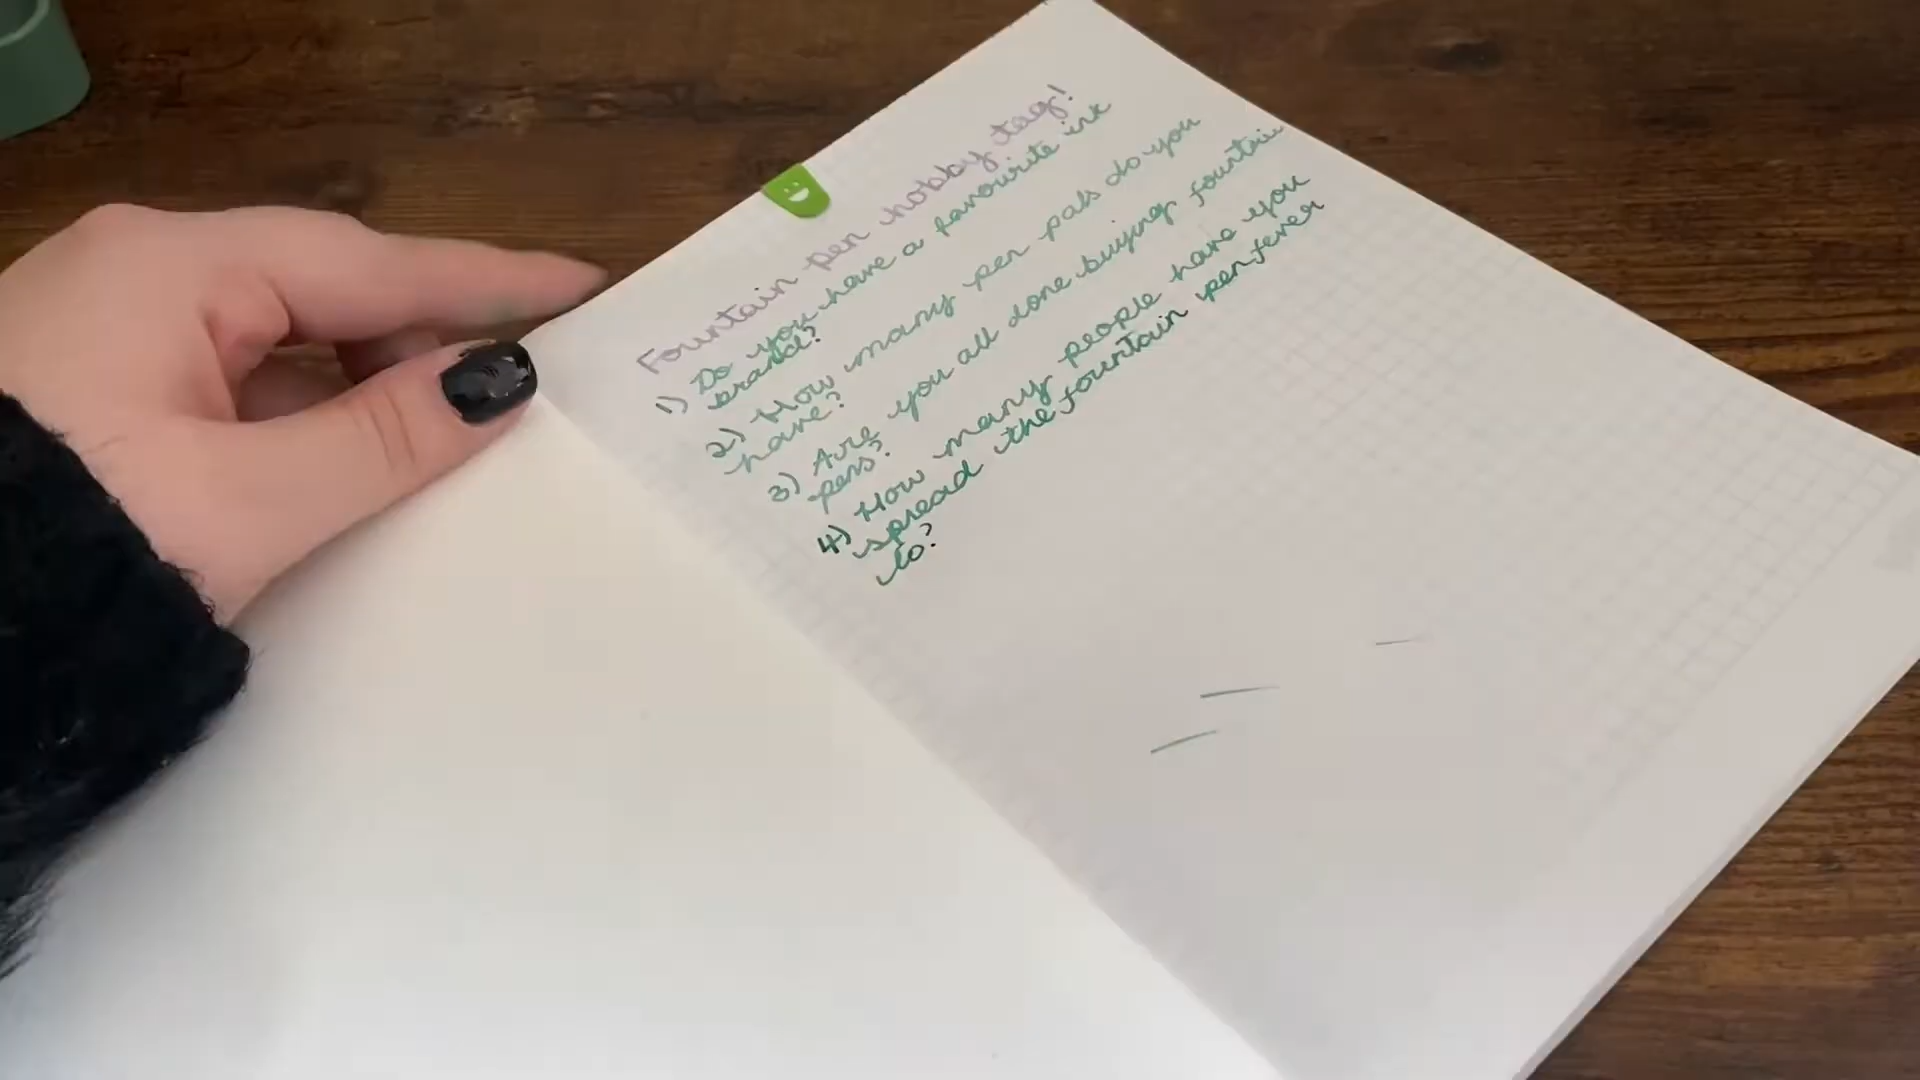 Fountain pen hobby tag!
1) Do you have a favourite ink
brand?
2) How many pen pals do you
have?
3) Are you all done buying fountain
pens?
4) How many people have you
spread the fountain pen fever
to?